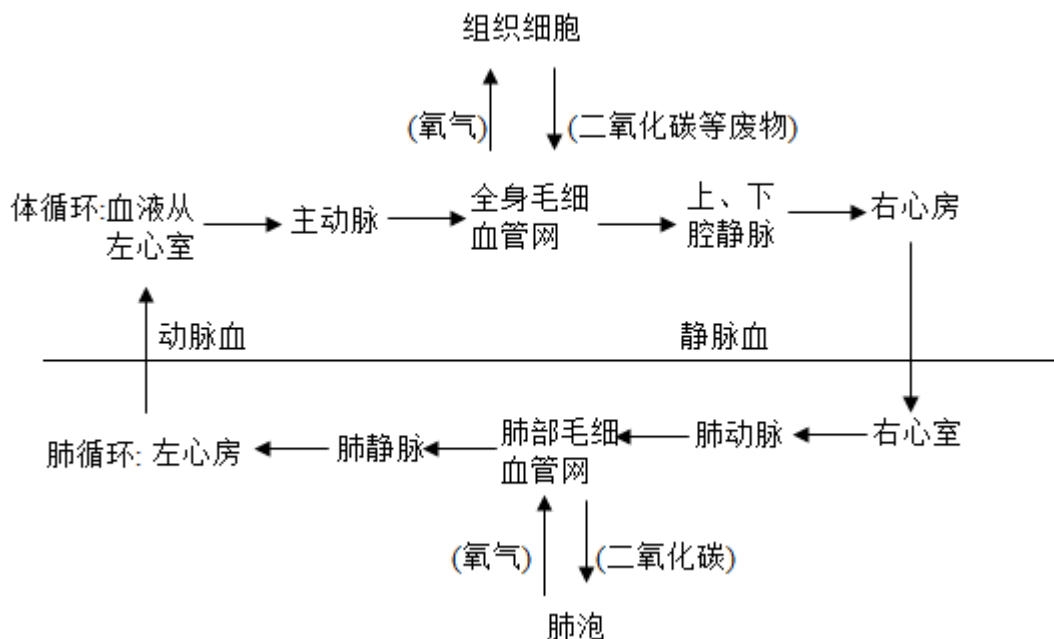 组织细胞
(氧气)
(二氧化碳等废物)
体循环:血液从
左心室
主动脉
全身毛细
血管网
上、下
腔静脉
右心房
动脉血
静脉血
肺循环: 左心房
肺静脉
肺部毛细
血管网
肺动脉
右心室
(氧气)
(二氧化碳)
肺泡